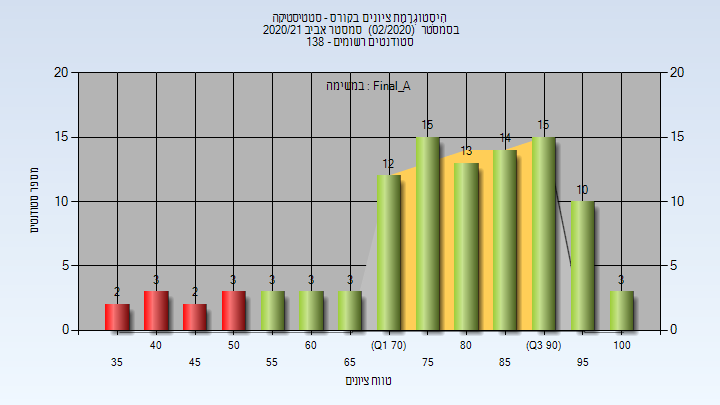 היסטוגרמת ציונים בקורס - סטטיסטיקה
בסמסטר (02/2020) סמסטר אביב 2020/21
סטודנטים רשומים - 138
במשימה : Final_A
20 20
15 15
10 10
5 5
0 0
מספר סטודנטים
2 3 2 3 3 3 3 12 15 13 14 15 10 3
40 50 60 (Q1 70) 80 (Q3 90) 100
35 45 55 65 75 85 95
טווח ציונים